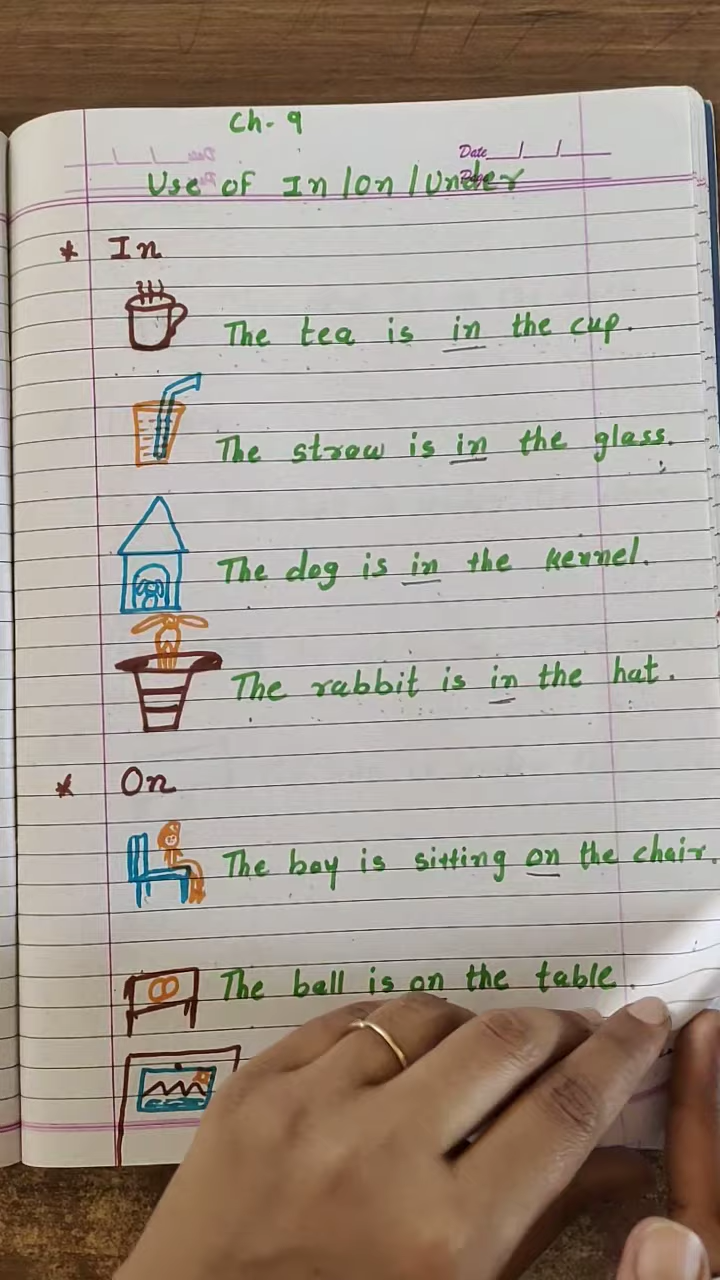 Ch- 9
Date
Use of In/On/Under
* In
The tea is in the cup.
The straw is in the glass.
The dog is in the kennel.
The rabbit is in the hat.
* On
The boy is sitting on the chair.
The ball is on the table.